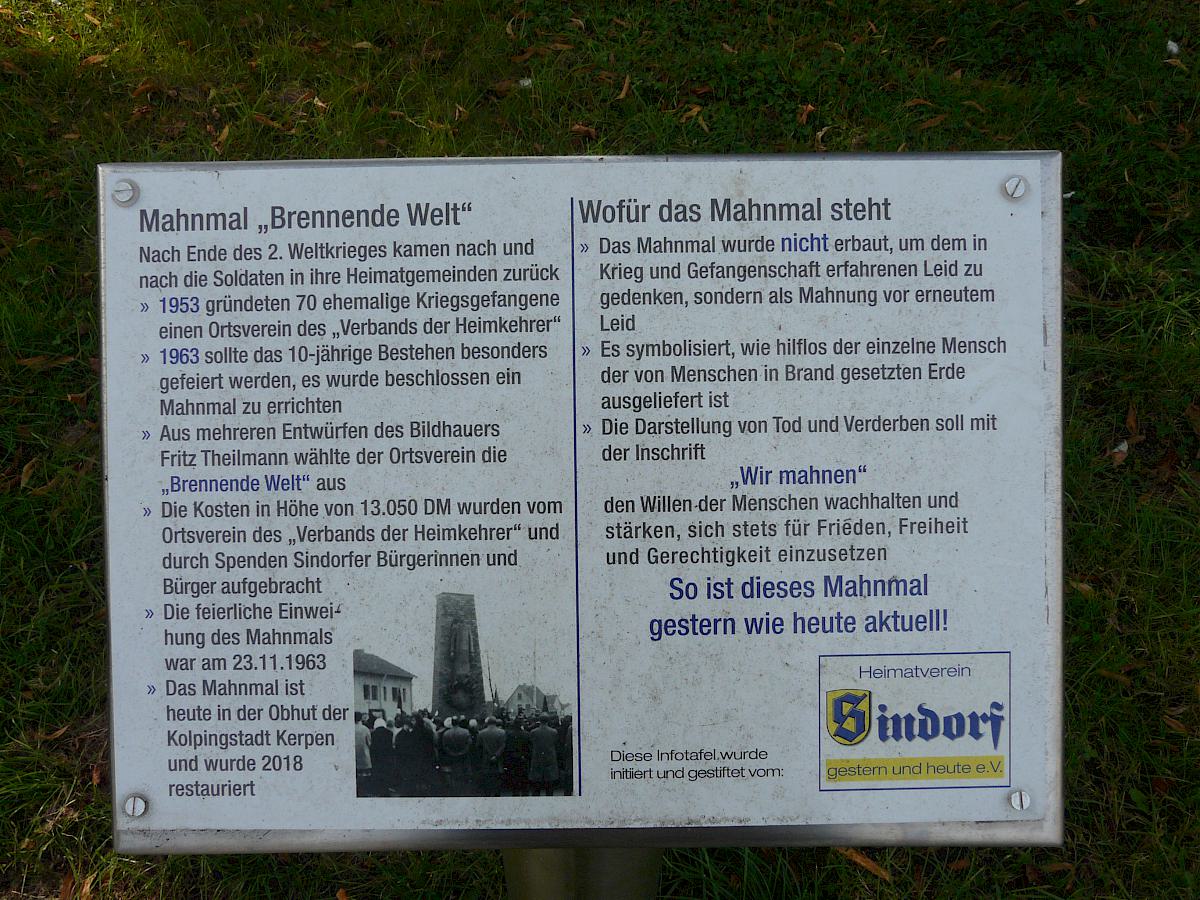 Mahnmal „Brennende Welt“
Nach Ende des 2. Weltkrieges kamen nach und
nach die Soldaten in ihre Heimatgemeinden zurück
» 1953 gründeten 70 ehemalige Kriegsgefangene
einen Ortsverein des „Verbands der Heimkehrer“
» 1963 sollte das 10-jährige Bestehen besonders
gefeiert werden, es wurde beschlossen ein
Mahnmal zu errichten
» Aus mehreren Entwürfen des Bildhauers
Fritz Theilmann wählte der Ortsverein die
„Brennende Welt“ aus
» Die Kosten in Höhe von 13.050 DM wurden vom
Ortsverein des „Verbands der Heimkehrer“ und
durch Spenden Sindorfer Bürgerinnen und
Bürger aufgebracht
» Die feierliche Einwei-
hung des Mahnmals
war am 23.11.1963
» Das Mahnmal ist
heute in der Obhut der
Kolpingstadt Kerpen
und wurde 2018
restauriert
Wofür das Mahnmal steht
» Das Mahnmal wurde nicht erbaut, um dem in
Krieg und Gefangenschaft erfahrenen Leid zu
gedenken, sondern als Mahnung vor erneutem
Leid
» Es symbolisiert, wie hilflos der einzelne Mensch
der von Menschen in Brand gesetzten Erde
ausgeliefert ist
» Die Darstellung von Tod und Verderben soll mit
der Inschrift
„Wir mahnen“
den Willen der Menschen wachhalten und
stärken, sich stets für Frieden, Freiheit
und Gerechtigkeit einzusetzen
So ist dieses Mahnmal
gestern wie heute aktuell!
Diese Infotafel wurde
initiiert und gestiftet vom:
Heimatverein
Sindorf
gestern und heute e.V.